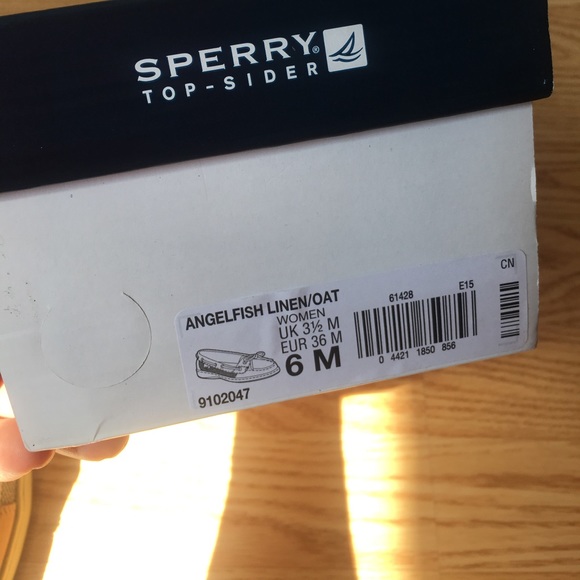 SPERRY®
TOP-SIDER
CN
ANGELFISH LINEN/OAT
WOMEN
UK 3½ M
EUR 36 M
6 M
9102047
61428 E15
0 4421 1850 856